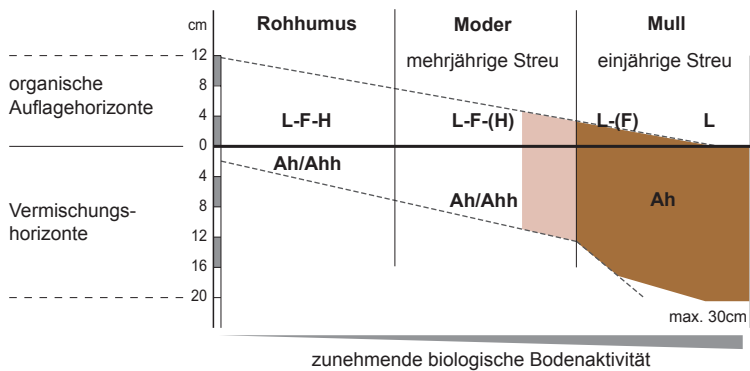 cm Rohhumus Moder Mull
12
mehrjährige Streu einjährige Streu
organische
Auflagehorizonte
8
4
L-F-H L-F-(H) L-(F) L
0
Ah/Ahh
4
Vermischungs-
horizonte
8
Ah/Ahh Ah
12
16
20
max. 30cm
zunehmende biologische Bodenaktivität